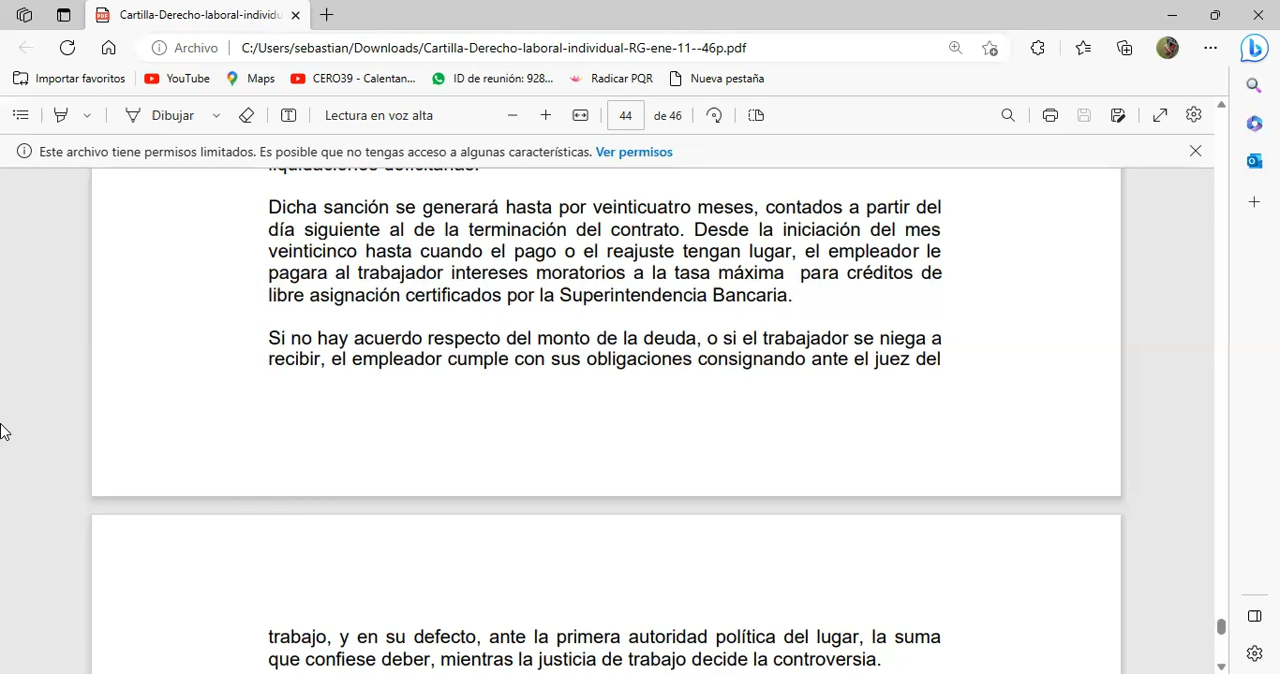 Cartilla-Derecho-laboral-individu
Archivo C:/Users/sebastian/Downloads/Cartilla-Derecho-laboral-individual-RG-ene-11--46p.pdf
Importar favoritos YouTube Maps CERO39 - Calentan... ID de reunión: 928... Radicar PQR Nueva pestaña
Dibujar Lectura en voz alta 44 de 46
Este archivo tiene permisos limitados. Es posible que no tengas acceso a algunas características. Ver permisos
Dicha sanción se generará hasta por veinticuatro meses, contados a partir del
día siguiente al de la terminación del contrato. Desde la iniciación del mes
veinticinco hasta cuando el pago o el reajuste tengan lugar, el empleador le
pagara al trabajador intereses moratorios a la tasa máxima para créditos de
libre asignación certificados por la Superintendencia Bancaria.
Si no hay acuerdo respecto del monto de la deuda, o si el trabajador se niega a
recibir, el empleador cumple con sus obligaciones consignando ante el juez del
trabajo, y en su defecto, ante la primera autoridad política del lugar, la suma
que confiese deber, mientras la justicia de trabajo decide la controversia.